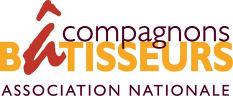 compagnons
BâTISSEURS
ASSOCIATION NATIONALE